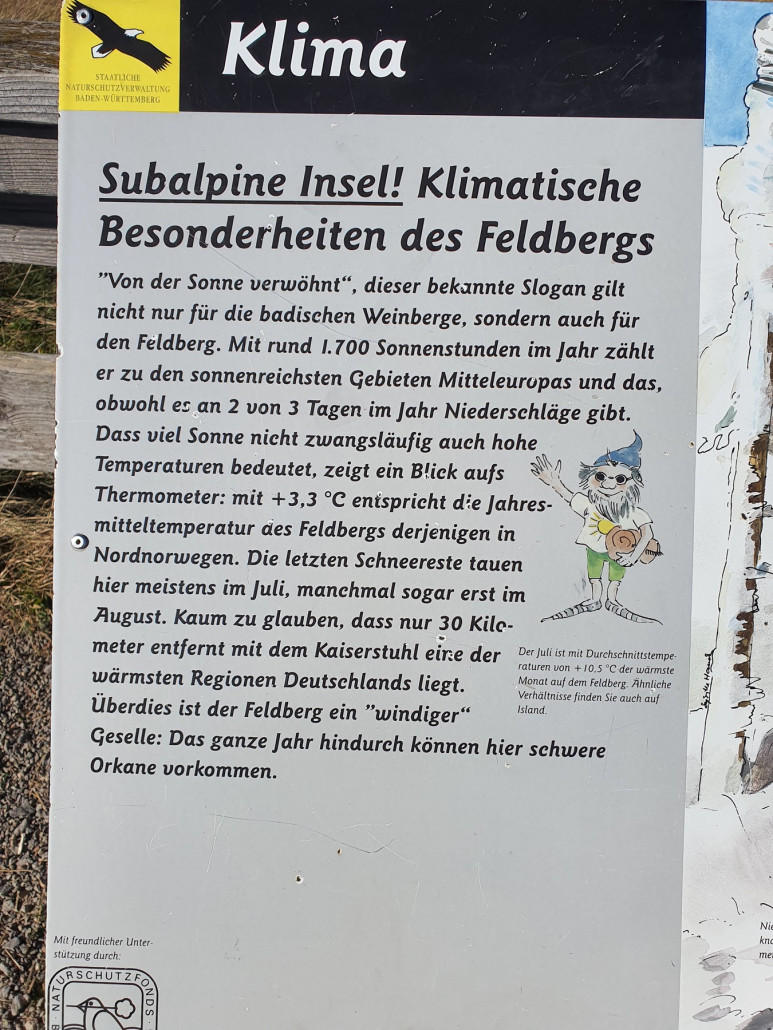 STAATLICHE
NATURSCHUTZVERWALTUNG
BADEN-WÜRTTEMBERG
Klima
Subalpine Insel! Klimatische
Besonderheiten des Feldbergs
"Von der Sonne verwöhnt“, dieser bekannte Slogan gilt
nicht nur für die badischen Weinberge, sondern auch für
den Feldberg. Mit rund 1.700 Sonnenstunden im Jahr zählt
er zu den sonnenreichsten Gebieten Mitteleuropas und das,
obwohl es an 2 von 3 Tagen im Jahr Niederschläge gibt.
Dass viel Sonne nicht zwangsläufig auch hohe
Temperaturen bedeutet, zeigt ein Blick aufs
Thermometer: mit +3,3 °C entspricht die Jahres-
mitteltemperatur des Feldbergs derjenigen in
Nordnorwegen. Die letzten Schneereste tauen
hier meistens im Juli, manchmal sogar erst im
August. Kaum zu glauben, dass nur 30 Kilo-
meter entfernt mit dem Kaiserstuhl eine der
wärmsten Regionen Deutschlands liegt.
Überdies ist der Feldberg ein "windiger“
Geselle: Das ganze Jahr hindurch können hier schwere
Orkane vorkommen.
Der Juli ist mit Durchschnittstempe-
raturen von +10,5 °C der wärmste
Monat auf dem Feldberg. Ähnliche
Verhältnisse finden Sie auch auf
Island.
Mit freundlicher Unter-
stützung durch:
NATURSCHUTZFONDS